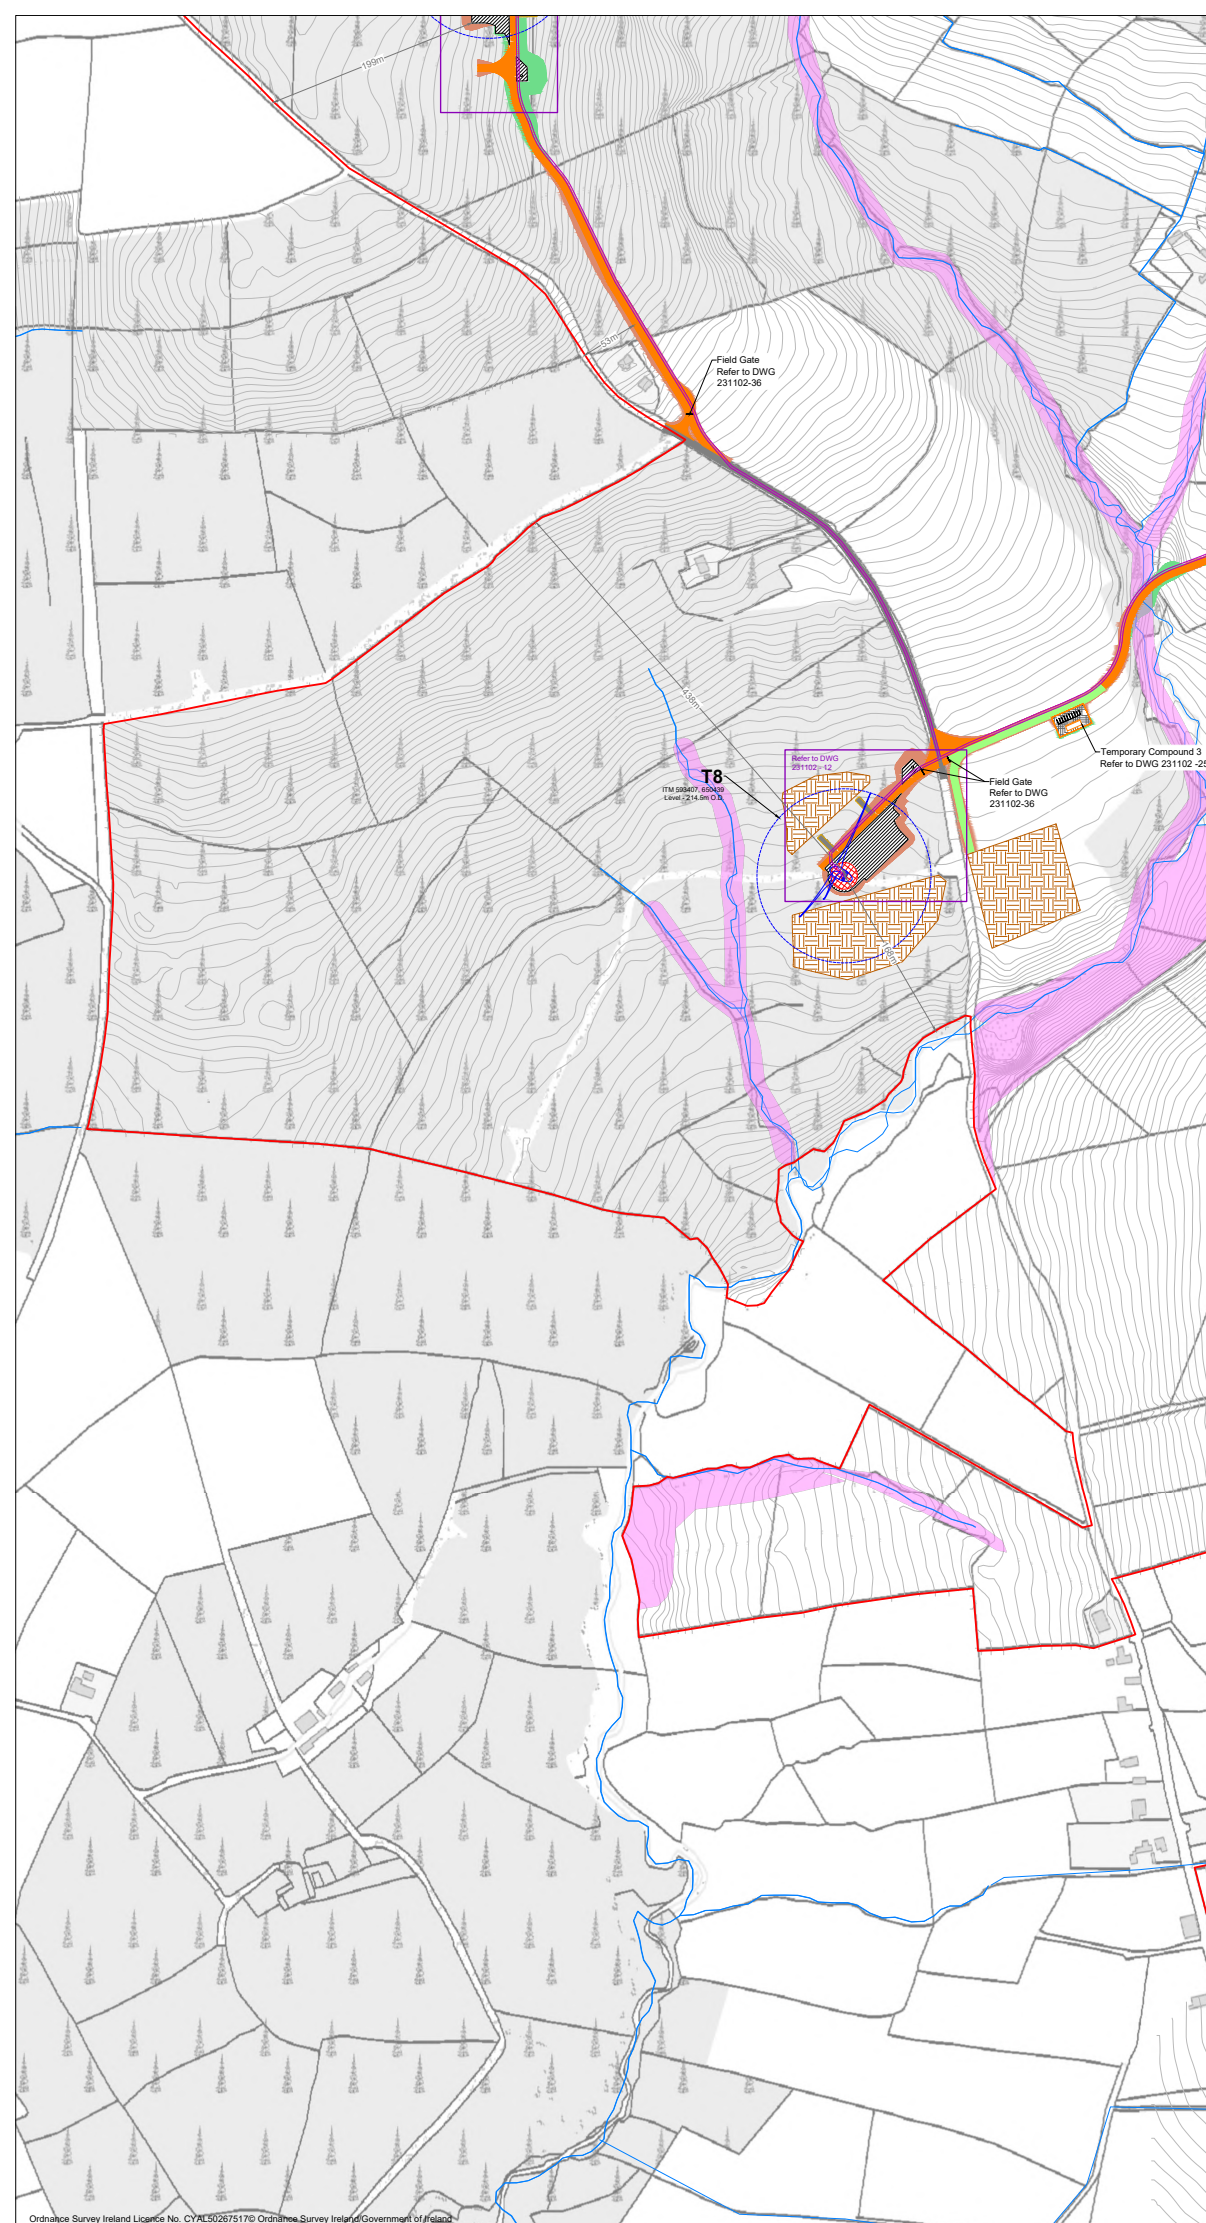 199m
53m
Field Gate
Refer to DWG
231102-36
438m
Temporary Compound 3
Refer to DWG 231102 -25
Refer to DWG
231102 - 12
T8
ITM 593407, 650439
Level - 214.5m O.D.
Field Gate
Refer to DWG
231102-36
168m
Ordnance Survey Ireland Licence No. CYAL50267517© Ordnance Survey Ireland/Government of Ireland